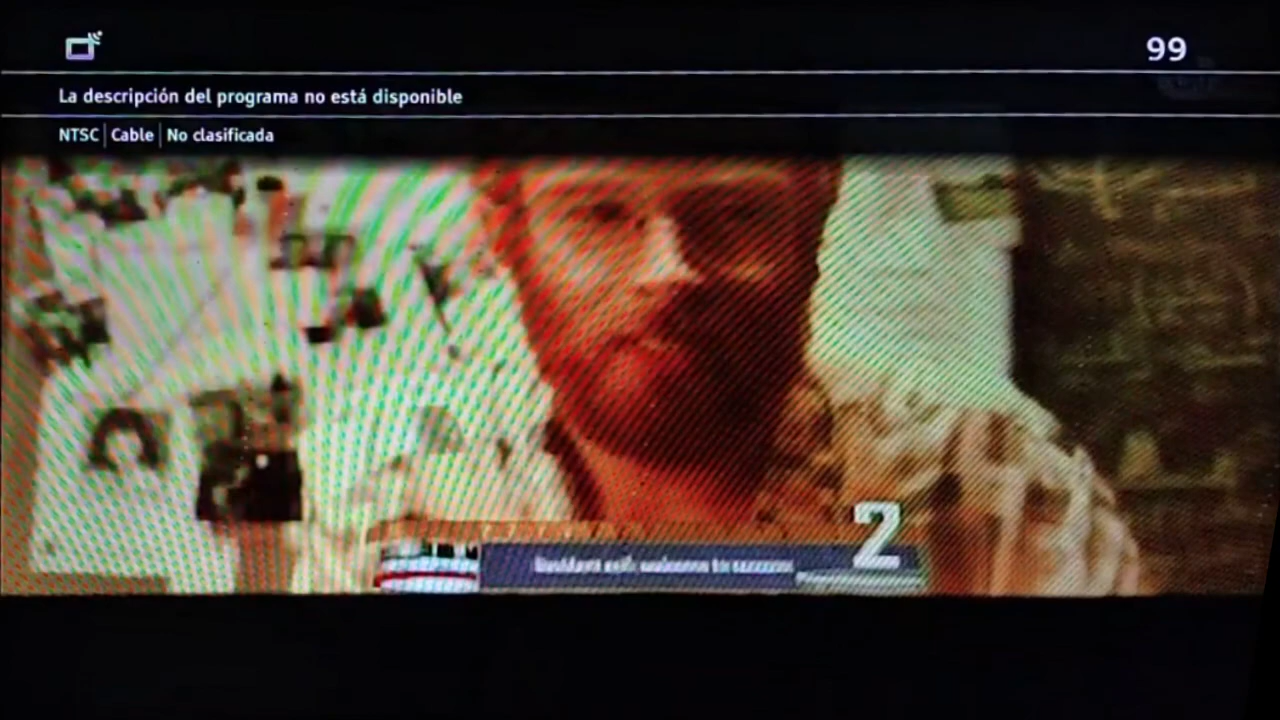 99
La descripción del programa no está disponible
NTSC Cable No clasificada
2